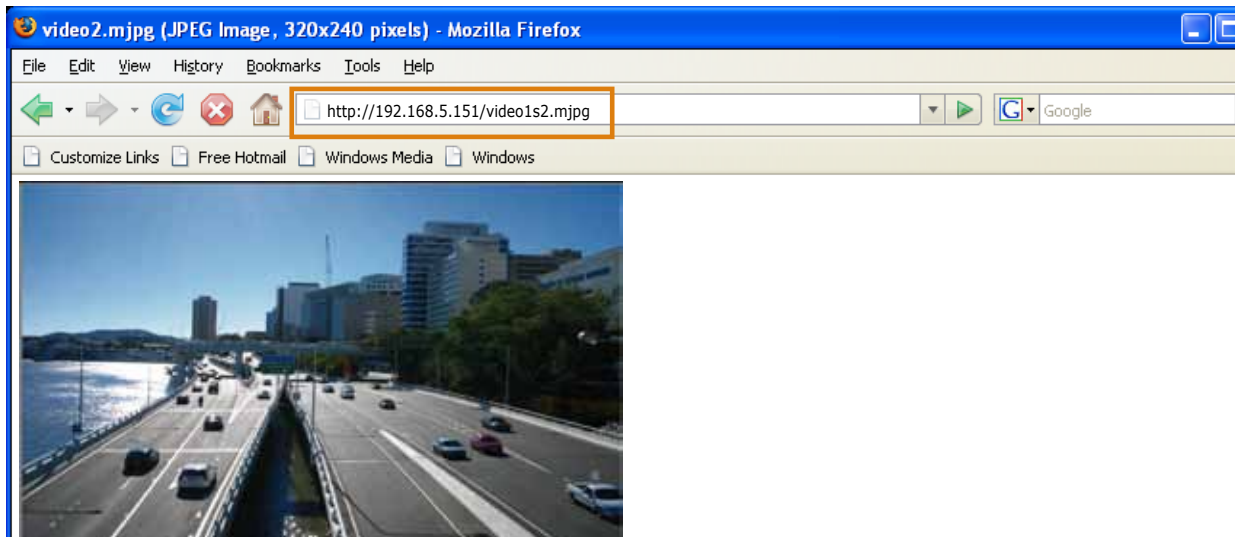 video2.mjpg (JPEG Image, 320x240 pixels) - Mozilla Firefox
File Edit View History Bookmarks Tools Help
http://192.168.5.151/video1s2.mjpg G Google
Customize Links Free Hotmail Windows Media Windows